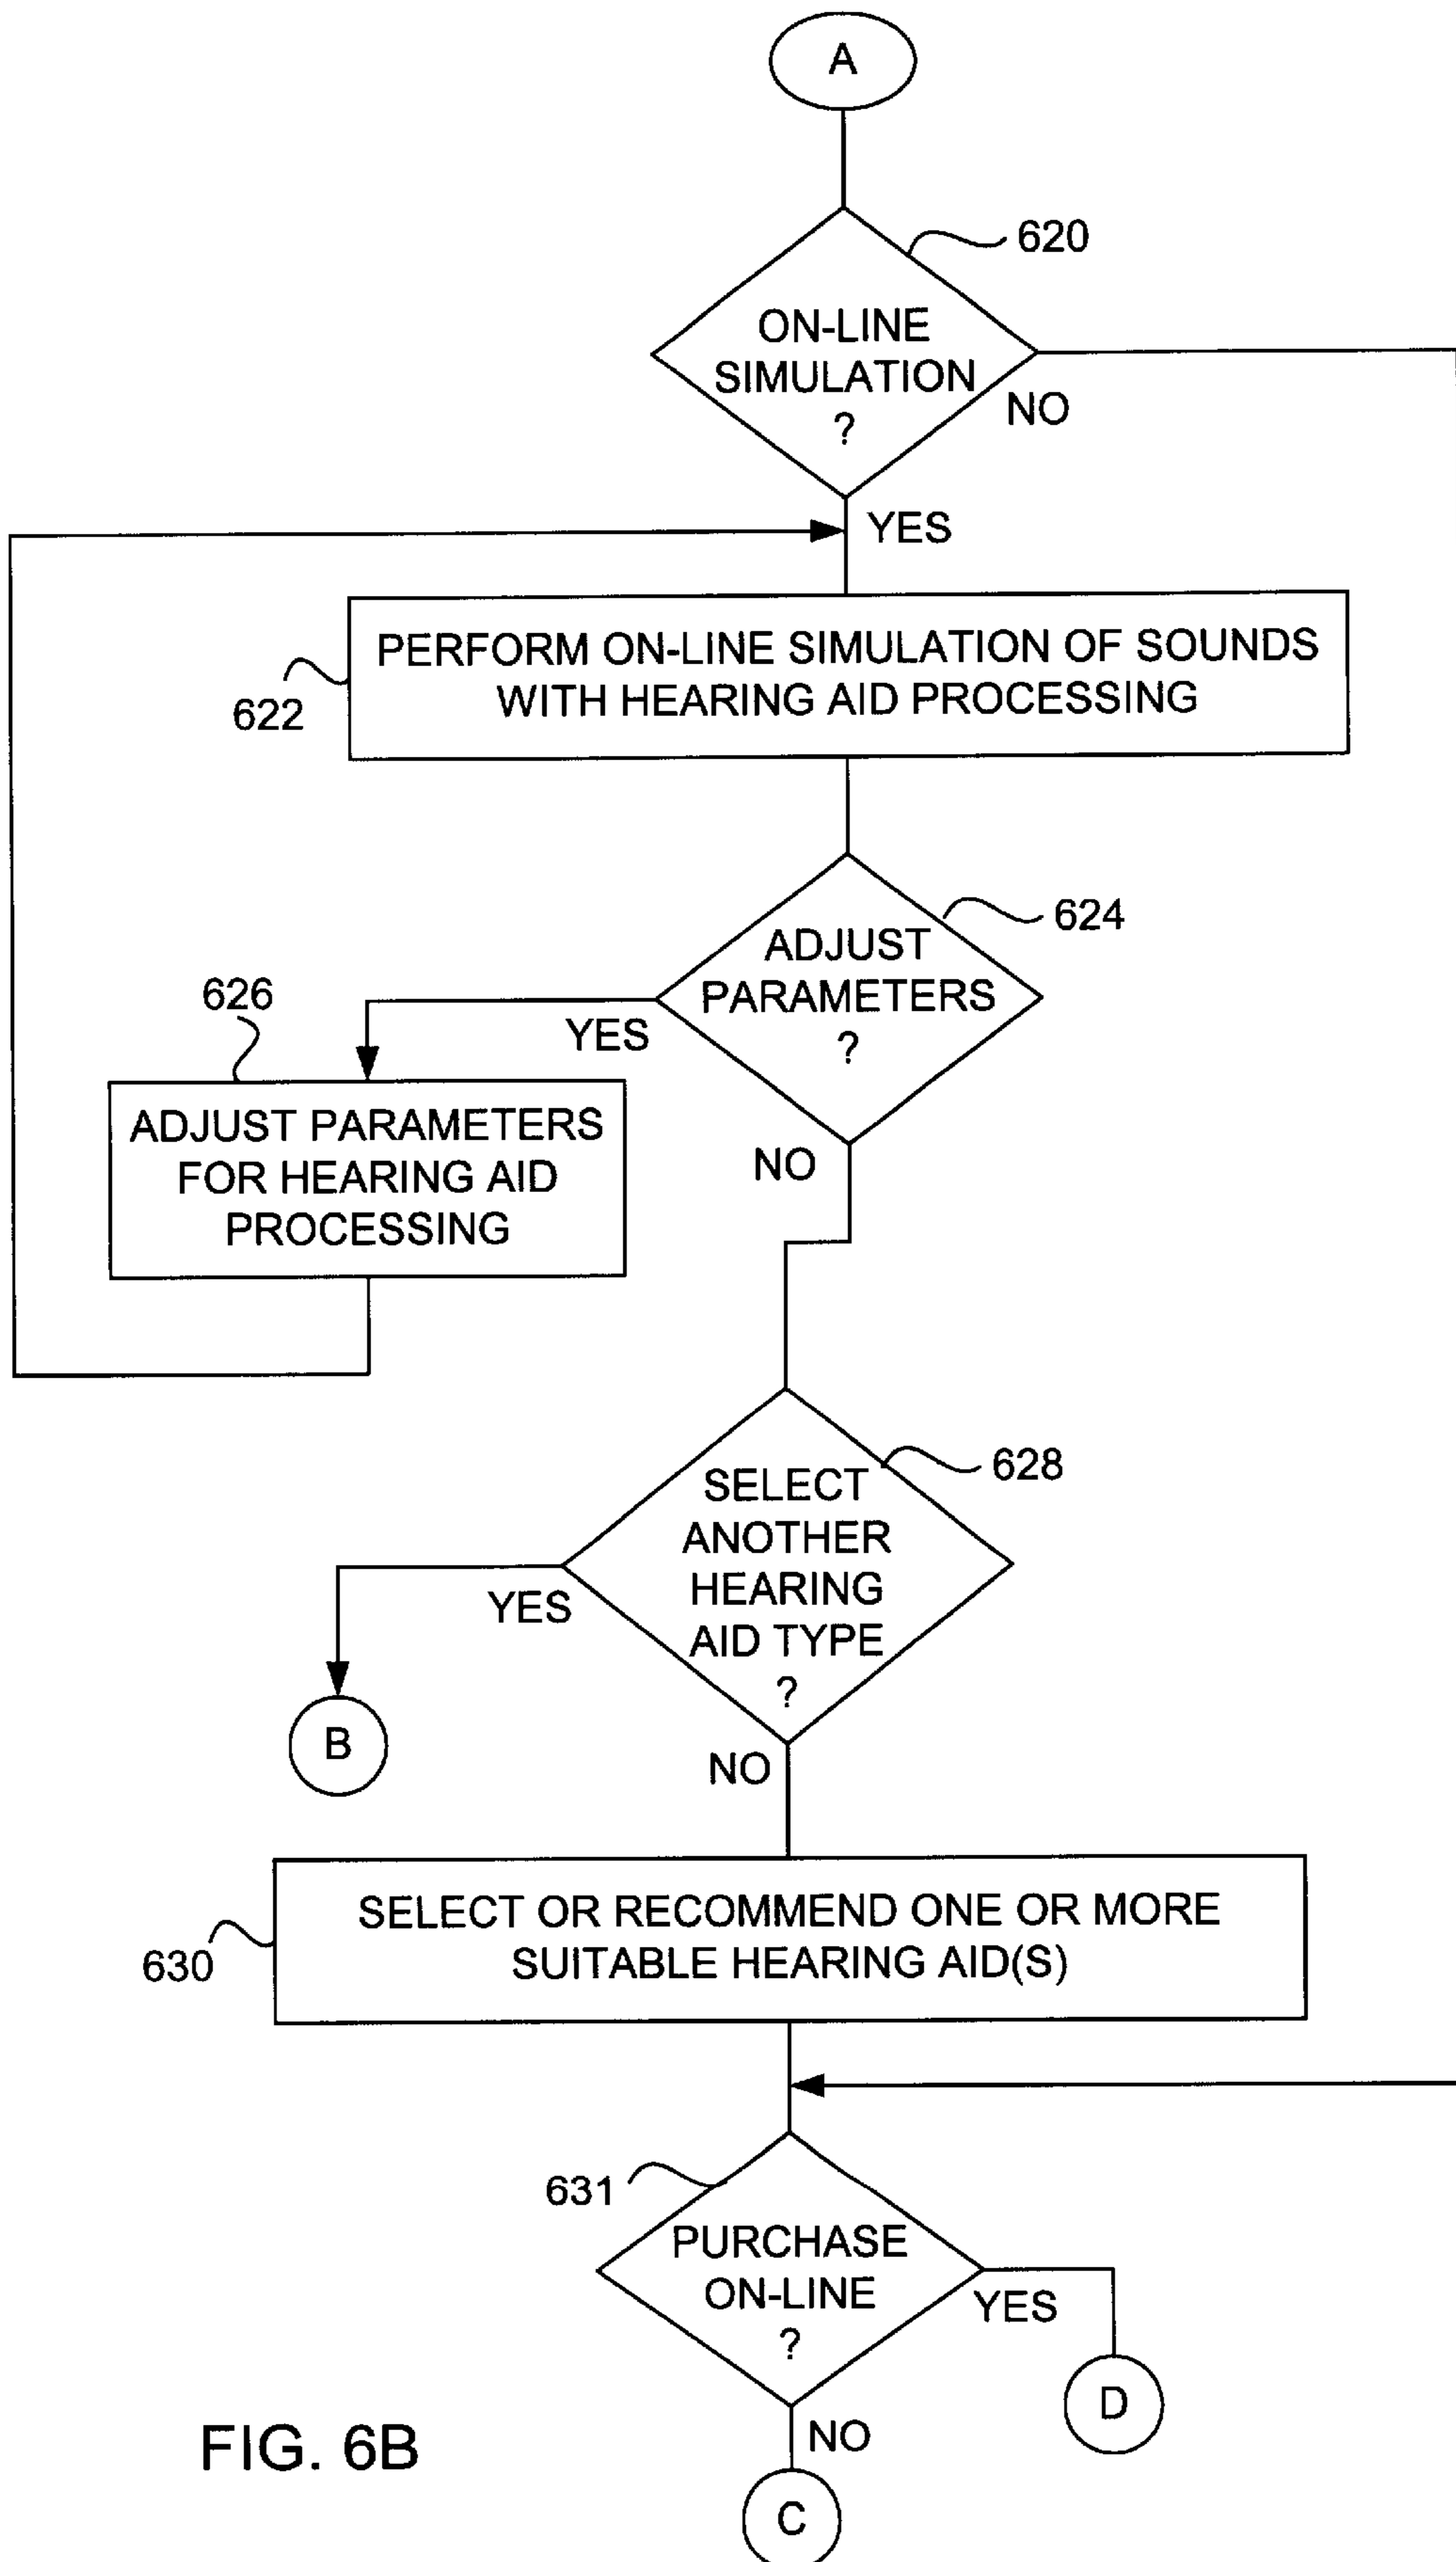 A
620
ON-LINE
SIMULATION
?
NO
YES
PERFORM ON-LINE SIMULATION OF SOUNDS
WITH HEARING AID PROCESSING
622
624
ADJUST
PARAMETERS
?
626
YES
ADJUST PARAMETERS
FOR HEARING AID
PROCESSING
NO
628
SELECT
ANOTHER
HEARING
AID TYPE
?
YES
B
NO
SELECT OR RECOMMEND ONE OR MORE
SUITABLE HEARING AID(S)
630
631
PURCHASE
ON-LINE
?
YES
D
NO
C
FIG. 6B